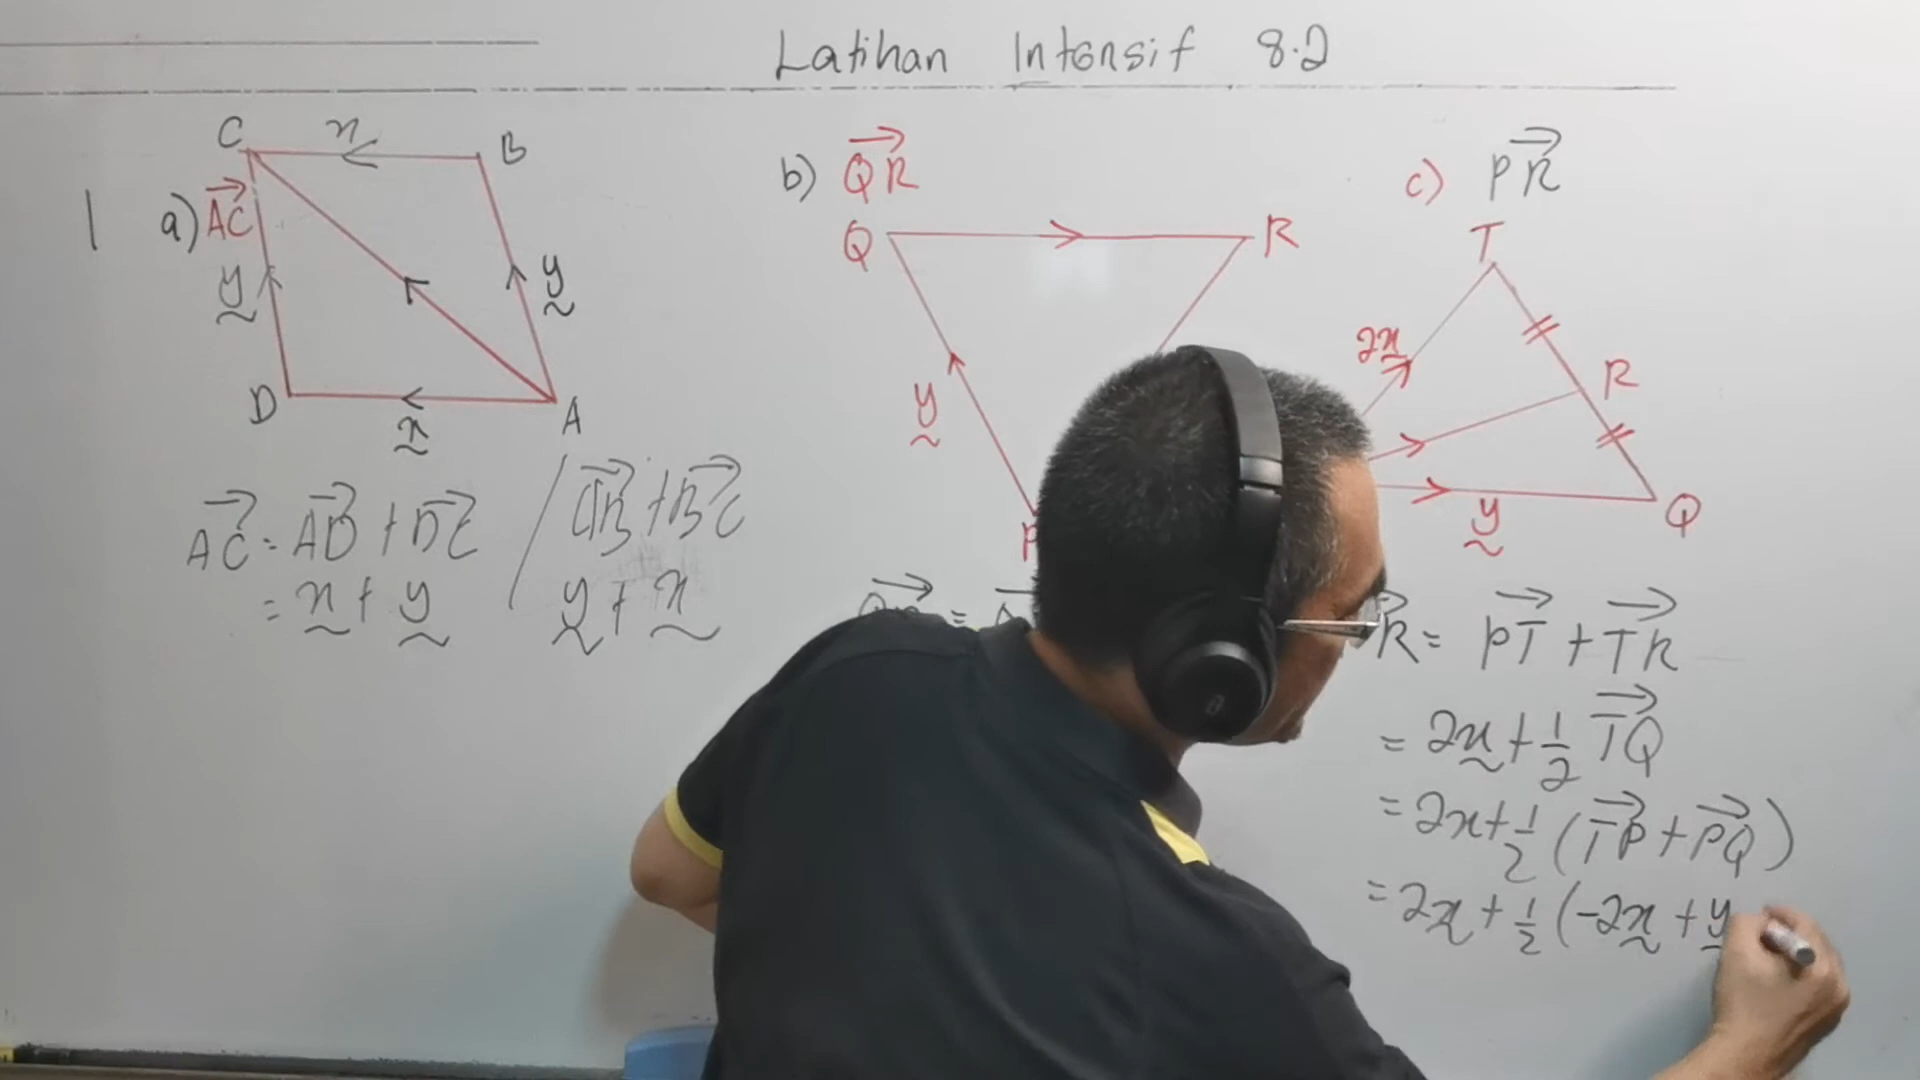 Latihan Intensif 8.2
C x B
1 a) AC
y y
D x A
AC = AD + DC / AB + BC
= x + y y + x
b) QR
Q R
y
P
c) PR
T
2x
R
y Q
R = PT + TR
= 2x + 1/2 TQ
= 2x + 1/2 (TP + PQ)
= 2x + 1/2 (-2x + y